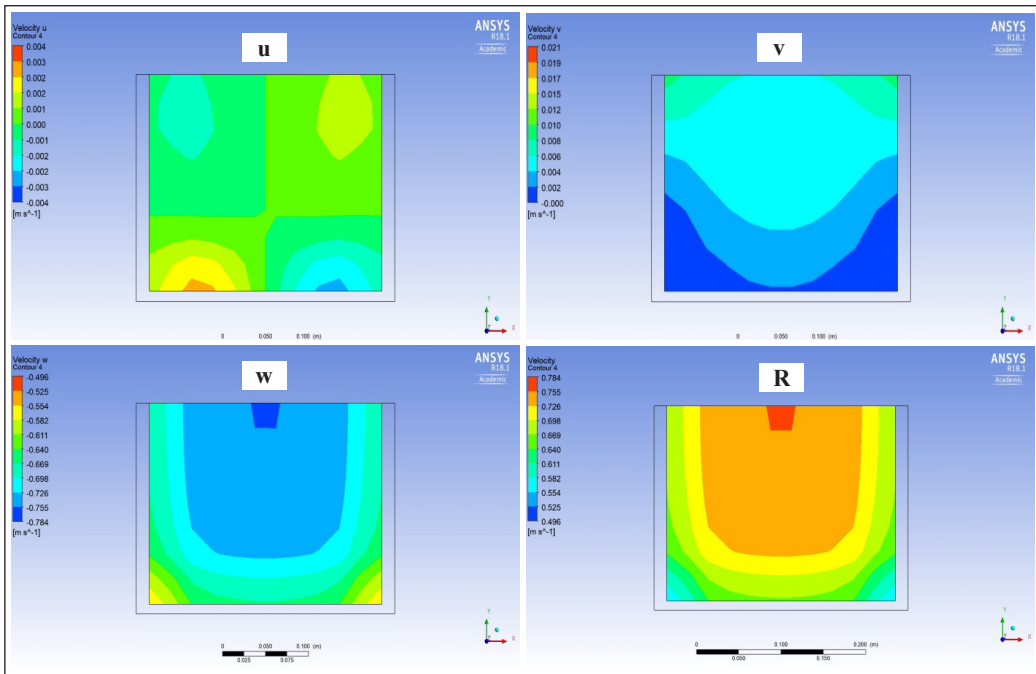 Velocity u
Contour 4
0.004
0.003
0.002
0.002
0.001
0.000
-0.001
-0.002
-0.002
-0.003
-0.004
[m s^-1]
u
ANSYS
R18.1
Academic
0 0.050 0.100 (m)
Y
X
Velocity v
Contour 4
0.021
0.019
0.017
0.015
0.012
0.010
0.008
0.006
0.004
0.002
-0.000
[m s^-1]
v
ANSYS
R18.1
Academic
0 0.050 0.100 (m)
Y
X
Velocity w
Contour 4
-0.496
-0.525
-0.554
-0.582
-0.611
-0.640
-0.669
-0.698
-0.726
-0.755
-0.784
[m s^-1]
w
ANSYS
R18.1
Academic
0 0.050 0.100 (m)
0.025 0.075
Y
X
Velocity
Contour 4
0.784
0.755
0.726
0.698
0.669
0.640
0.611
0.582
0.554
0.525
0.496
[m s^-1]
R
ANSYS
R18.1
Academic
0 0.100 0.200 (m)
0.050 0.150
Y
X